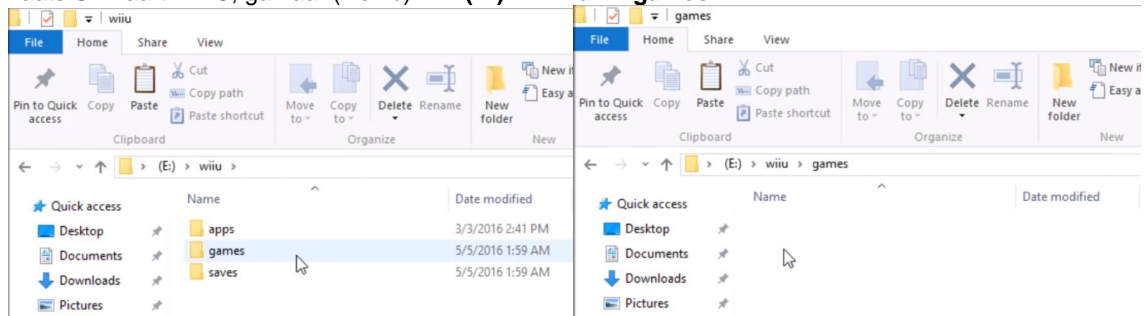 wiiu
File Home Share View
Pin to Quick access
Copy
Paste
Cut
Copy path
Paste shortcut
Clipboard
Move to
Copy to
Delete
Rename
Organize
New folder
New
Easy
New
← → ↑ > (E:) > wiiu >
Quick access
Desktop
Documents
Downloads
Pictures
Name Date modified
apps 3/3/2016 2:41 PM
games 5/5/2016 1:59 AM
saves 5/5/2016 1:59 AM
games
File Home Share View
Pin to Quick access
Copy
Paste
Cut
Copy path
Paste shortcut
Clipboard
Move to
Copy to
Delete
Rename
Organize
New folder
New
Easy
New
← → ↑ > (E:) > wiiu > games
Quick access
Desktop
Documents
Downloads
Pictures
Name Date modified